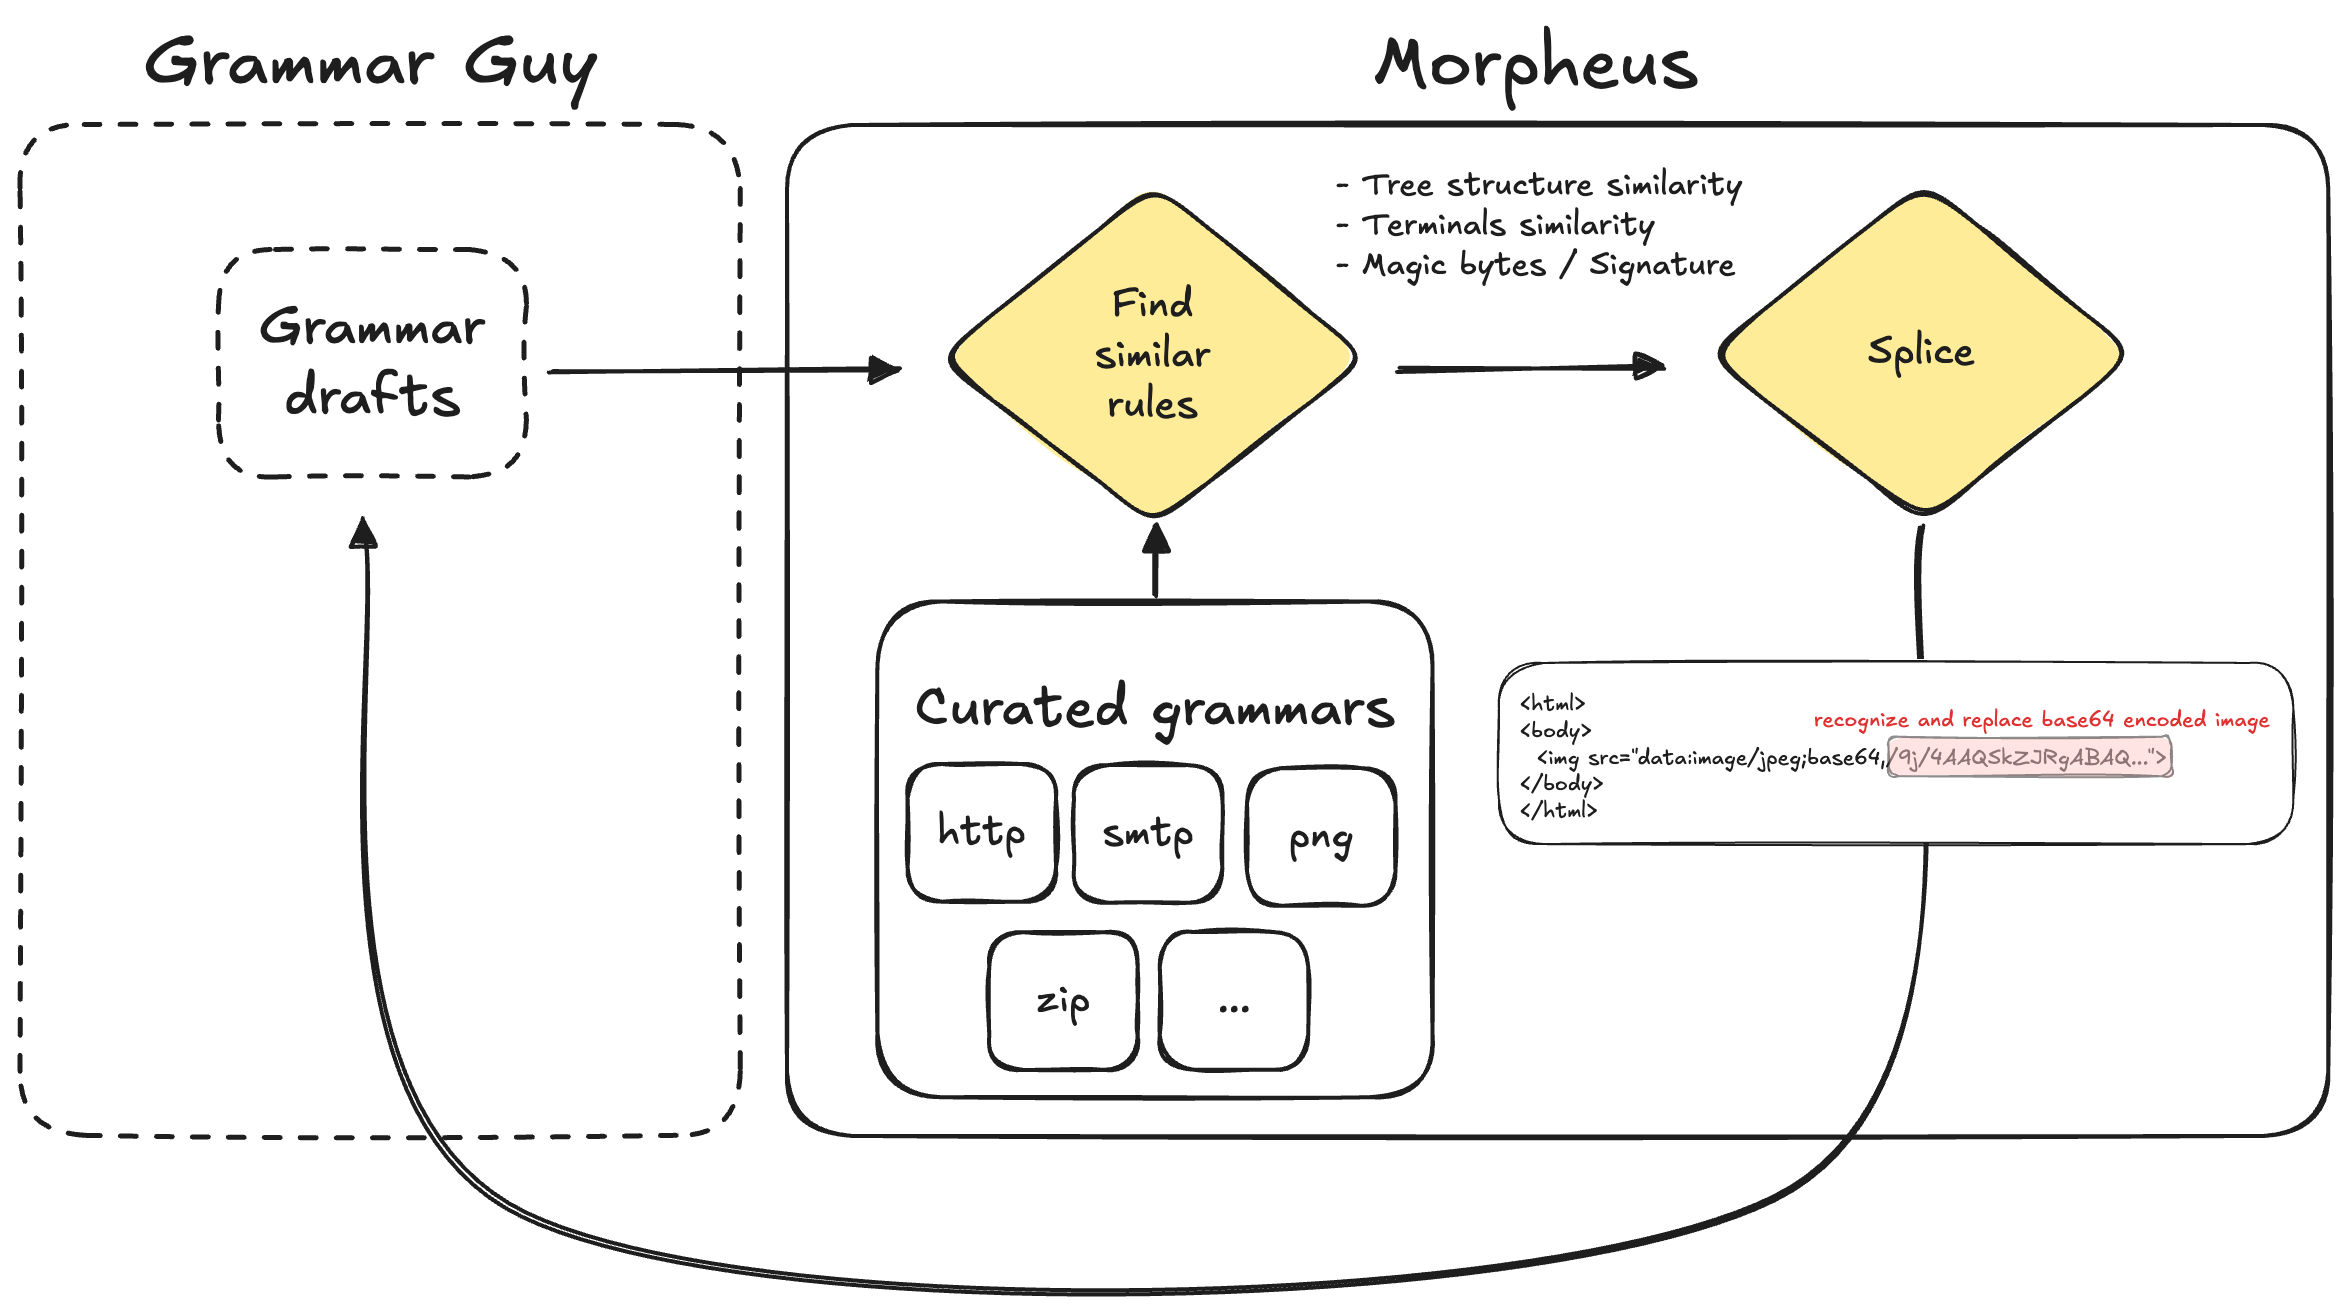 Grammar Guy
Morpheus
Grammar
drafts
Find
similar
rules
- Tree structure similarity
- Terminals similarity
- Magic bytes / Signature
Splice
Curated grammars
http
smtp
png
zip
...
<html>
<body>
recognize and replace base64 encoded image
<img src="data:image/jpeg;base64,/9j/4AAQSkZJRgABAQ...">
</body>
</html>